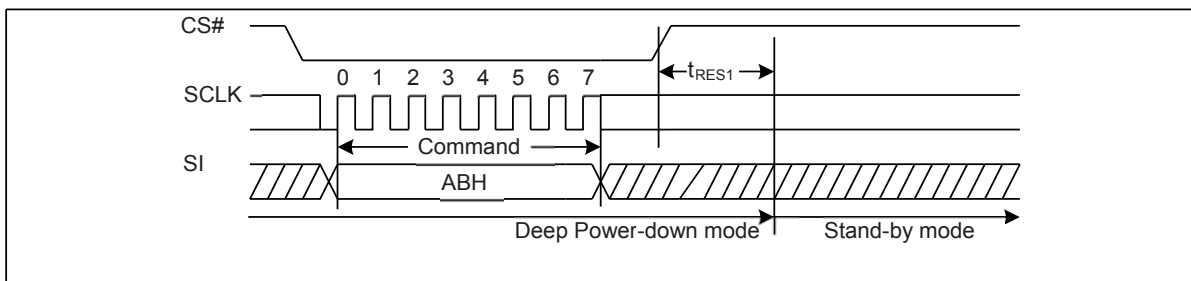 CS#
tRES1
0 1 2 3 4 5 6 7
SCLK
Command
SI
ABH
Deep Power-down mode Stand-by mode